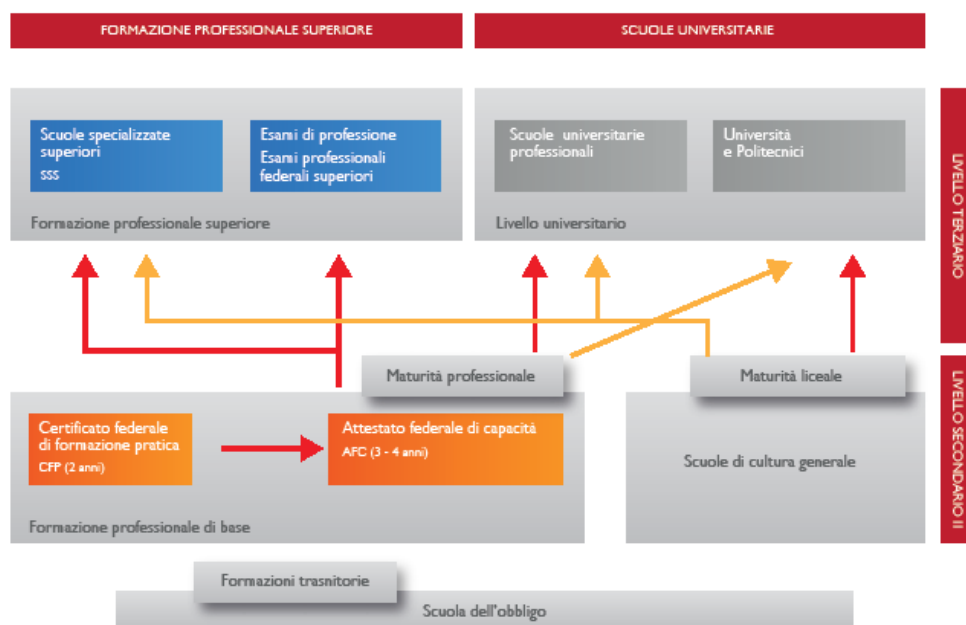 FORMAZIONE PROFESSIONALE SUPERIORE
SCUOLE UNIVERSITARIE
Scuole specializzate
superiori
SSS
Esami di professione
Esami professionali
federali superiori
Formazione professionale superiore
Scuole universitarie
professionali
Università
e Politecnici
Livello universitario
LIVELLO TERZIARIO
Maturità professionale
Maturità liceale
Certificato federale
di formazione pratica
CFP (2 anni)
Attestato federale di capacità
AFC (3 - 4 anni)
Formazione professionale di base
Scuole di cultura generale
LIVELLO SECONDARIO II
Formazioni trasnitorie
Scuola dell'obbligo